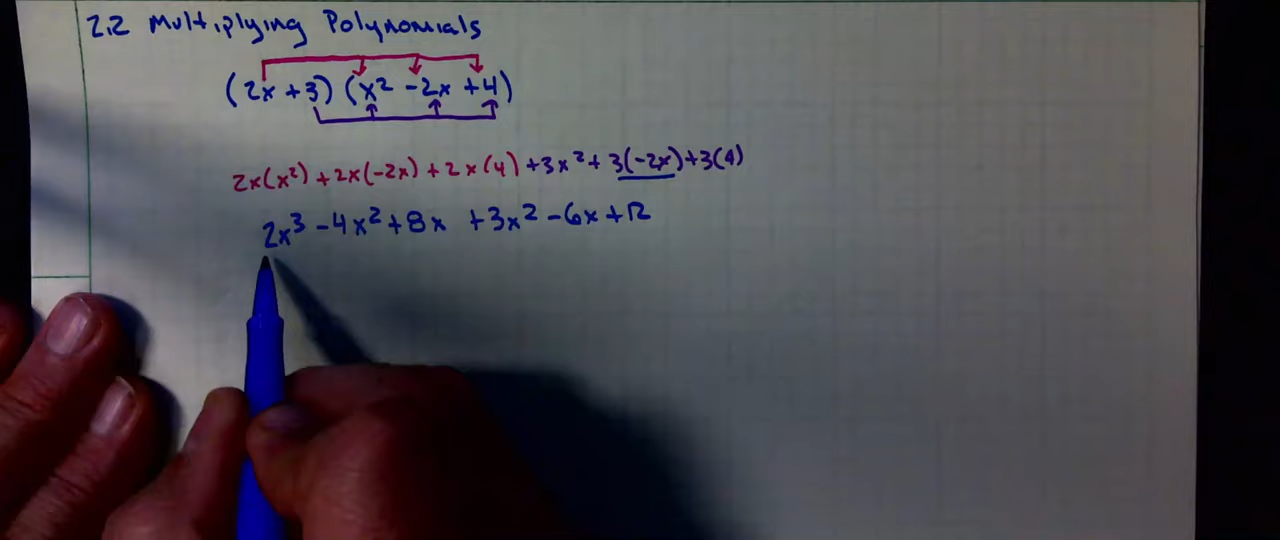 2.2 Multiplying Polynomials
(2x +3) (x² -2x +4)
2x(x²) +2x(-2x) +2x(4) +3x² + 3(-2x) +3(4)
2x³ -4x² +8x +3x² -6x +12